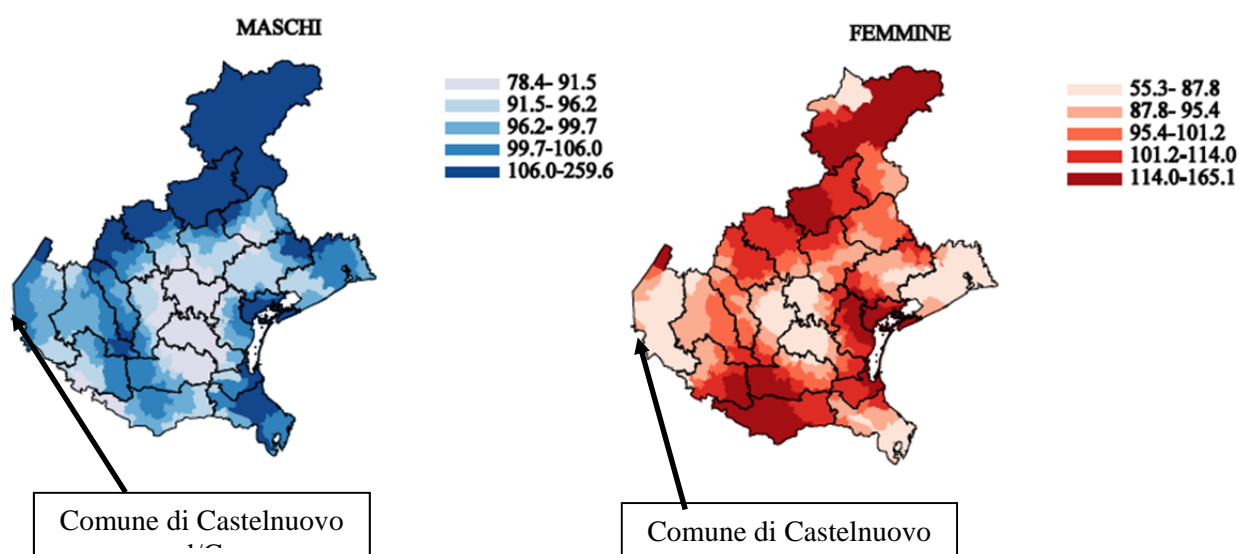 MASCHI
78.4- 91.5
91.5- 96.2
96.2- 99.7
99.7-106.0
106.0-259.6
Comune di Castelnuovo
FEMMINE
55.3- 87.8
87.8- 95.4
95.4-101.2
101.2-114.0
114.0-165.1
Comune di Castelnuovo